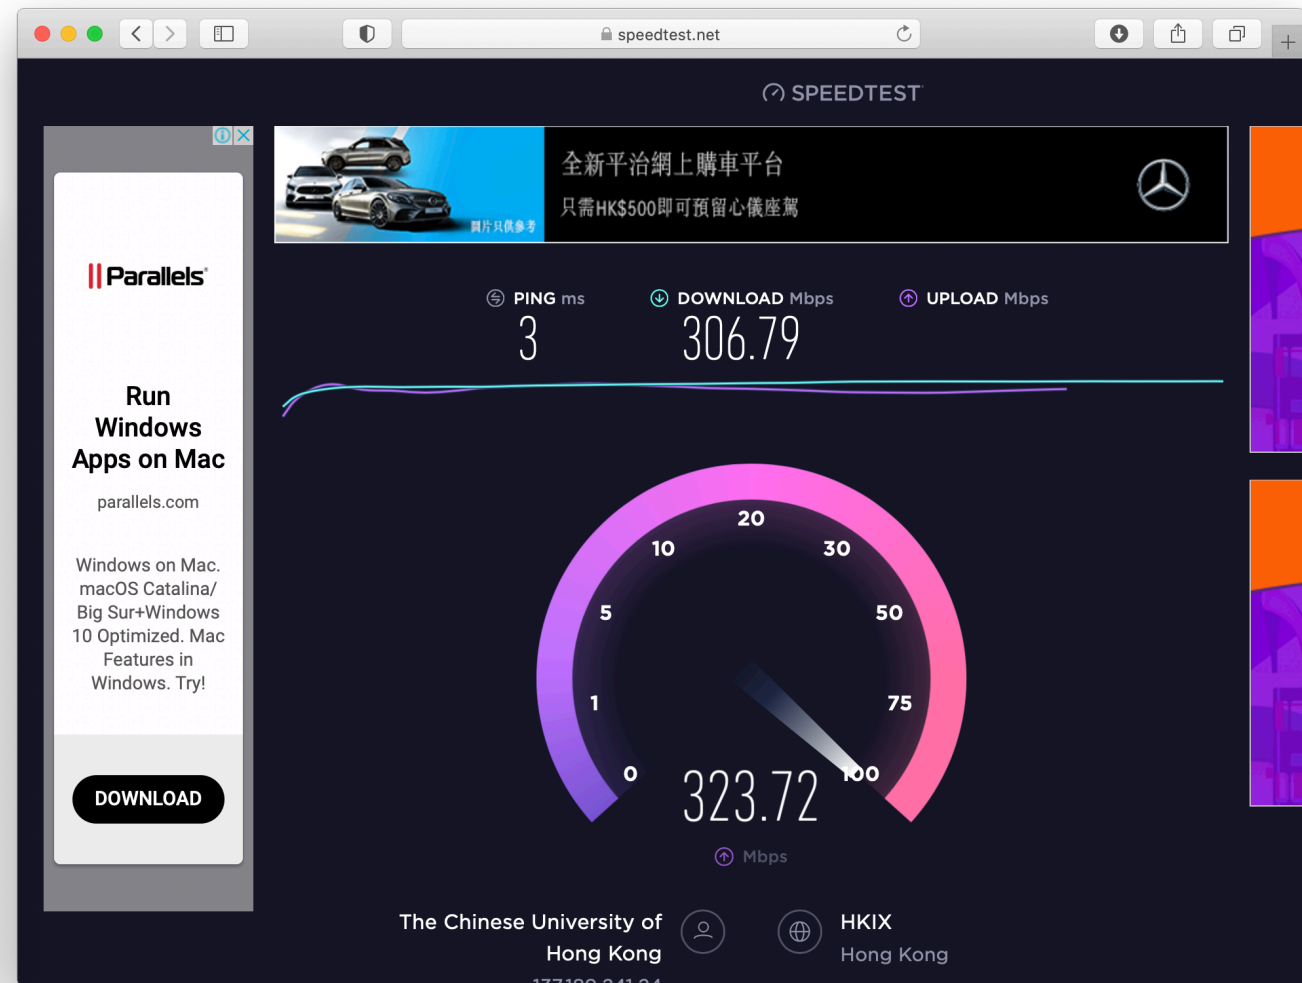 speedtest.net
SPEEDTEST
全新平治網上購車平台
只需HK$500即可預留心儀座駕
圖片只供參考
Parallels®
Run
Windows
Apps on Mac
parallels.com
Windows on Mac.
macOS Catalina/
Big Sur+Windows
10 Optimized. Mac
Features in
Windows. Try!
DOWNLOAD
PING ms
3
DOWNLOAD Mbps
306.79
UPLOAD Mbps
0
1
5
10
20
30
50
75
100
323.72
Mbps
The Chinese University of
Hong Kong
HKIX
Hong Kong